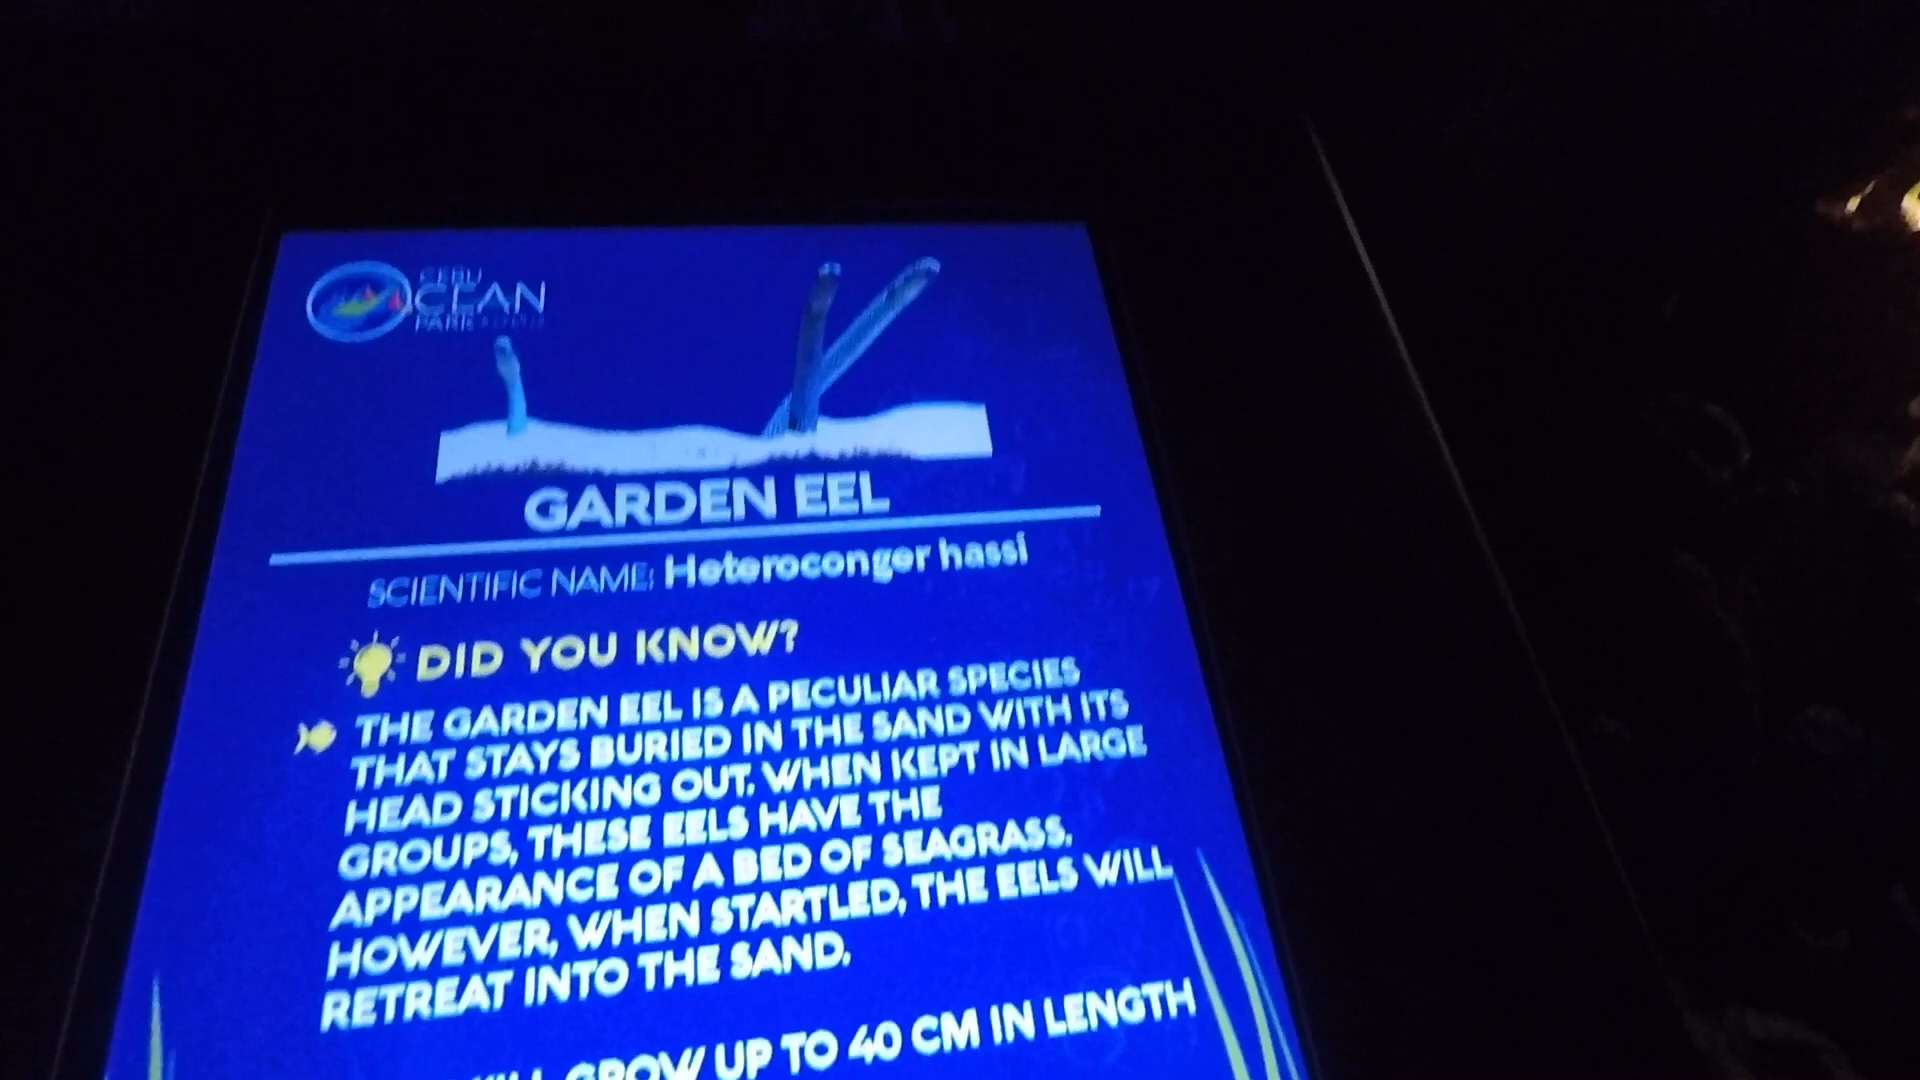 CEBU
OCEAN
PARK
GARDEN EEL
SCIENTIFIC NAME: Heteroconger hassi
DID YOU KNOW?
THE GARDEN EEL IS A PECULIAR SPECIES
THAT STAYS BURIED IN THE SAND WITH ITS
HEAD STICKING OUT. WHEN KEPT IN LARGE
GROUPS, THESE EELS HAVE THE
APPEARANCE OF A BED OF SEAGRASS.
HOWEVER, WHEN STARTLED, THE EELS WILL
RETREAT INTO THE SAND.
GROW UP TO 40 CM IN LENGTH